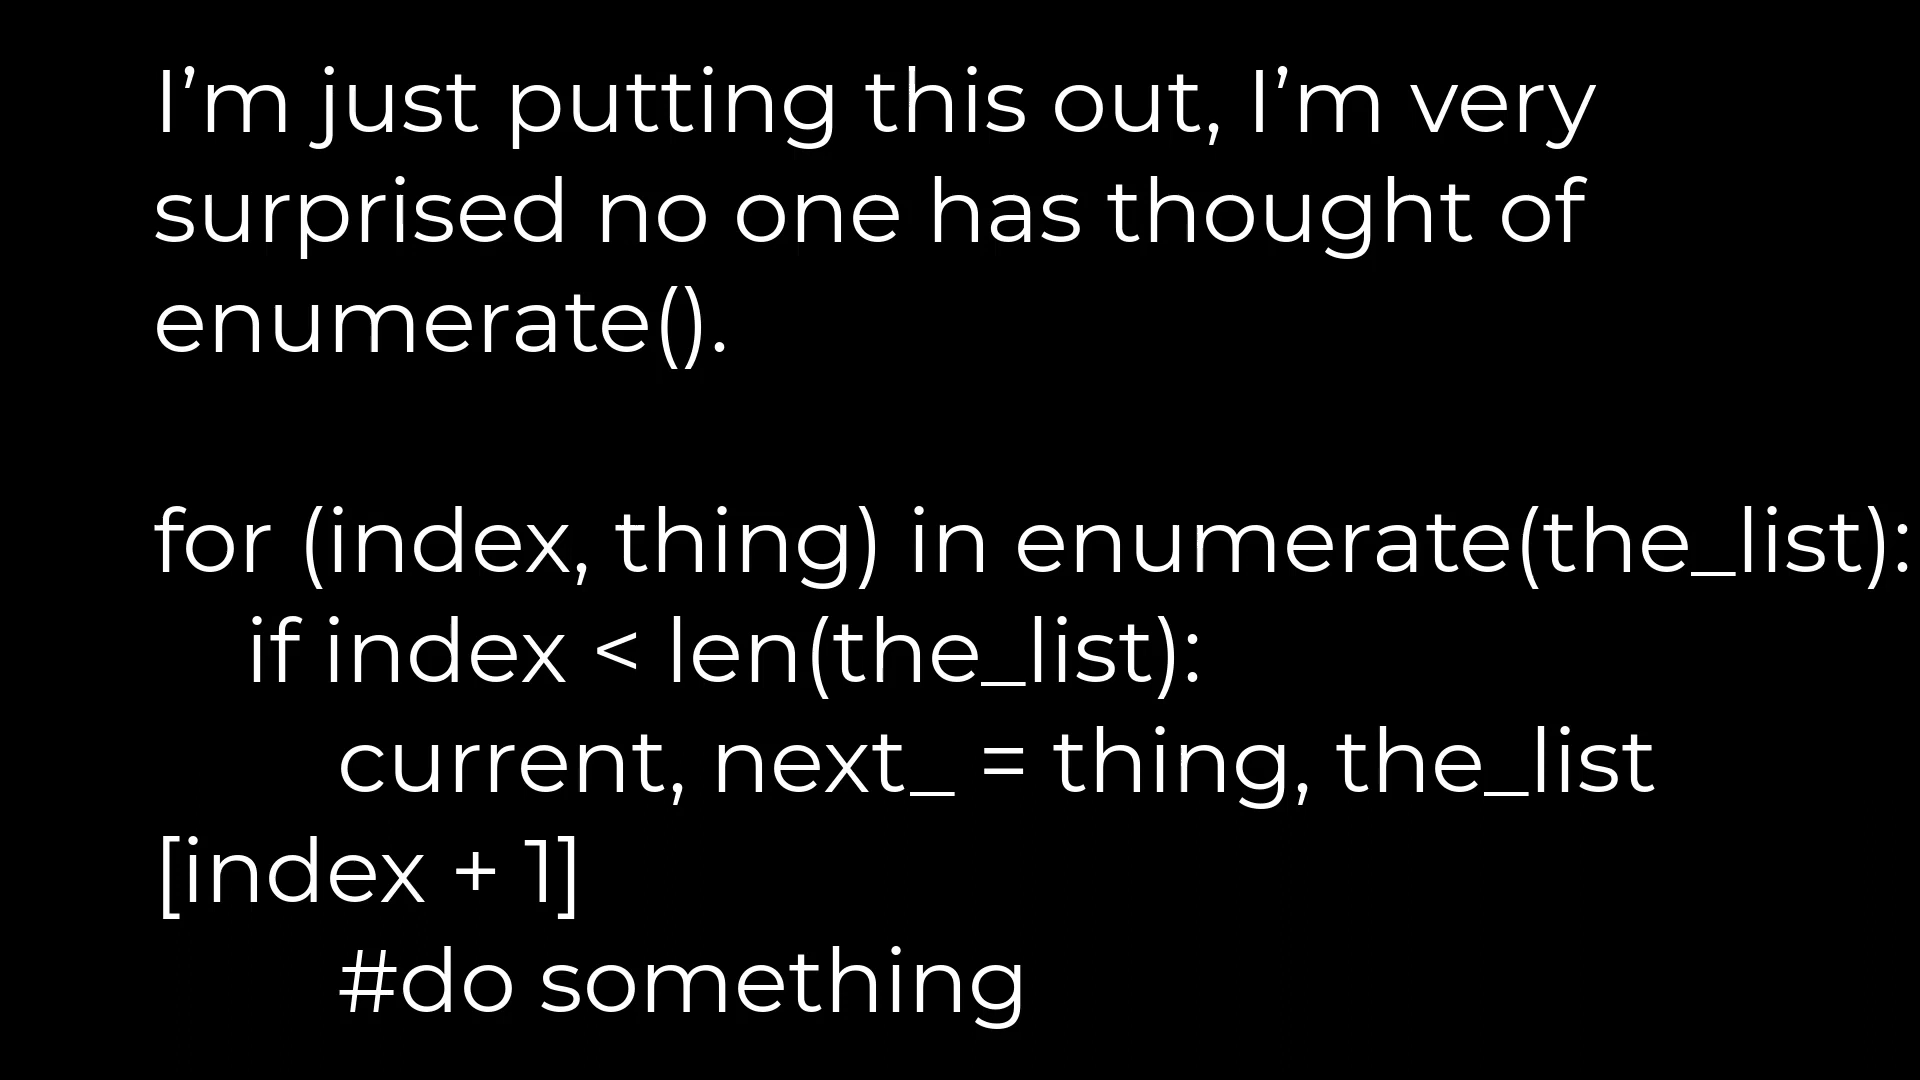 I’m just putting this out, I’m very
surprised no one has thought of
enumerate().

for (index, thing) in enumerate(the_list):
    if index < len(the_list):
        current, next_ = thing, the_list
[index + 1]
        #do something